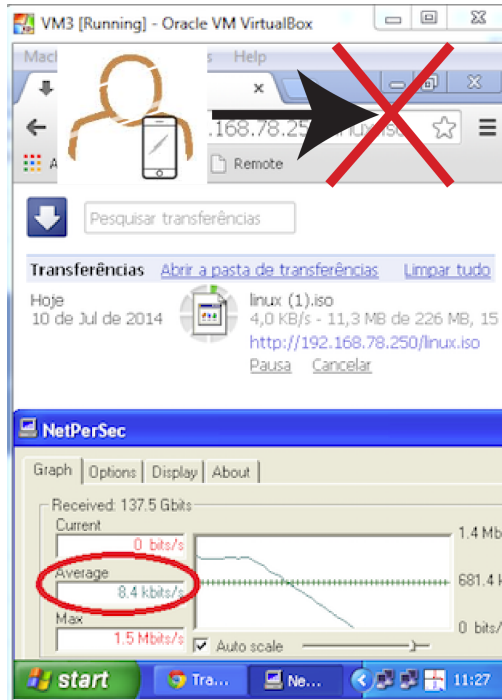 VM3 [Running] - Oracle VM VirtualBox
Help
.168.78.25
Remote
Pesquisar transferências
Transferências Abrir a pasta de transferências Limpar tudo
Hoje
10 de Jul de 2014
linux (1).iso
4,0 KB/s - 11,3 MB de 226 MB, 15
http://192.168.78.250/linux.iso
Pausa Cancelar
NetPerSec
Graph Options Display About
Received: 137.5 Gbits
Current
0 bits/s
Average
8.4 kbits/s
Max
1.5 Mbits/s
Auto scale
1.4 Mb
681.4 k
0 bits/
start Tra... Ne... 11:27